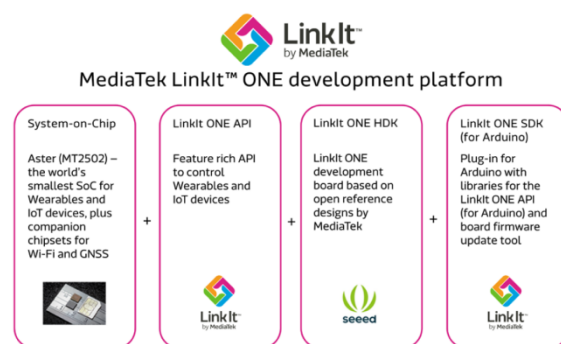 LinkIt™
by MediaTek
MediaTek LinkIt™ ONE development platform
System-on-Chip
Aster (MT2502) –
the world's
smallest SoC for
Wearables and
IoT devices, plus
companion
chipsets for
Wi-Fi and GNSS
+
LinkIt ONE API
Feature rich API
to control
Wearables and
IoT devices
LinkIt
by MediaTek
+
LinkIt ONE HDK
LinkIt ONE
development
board based on
open reference
designs by
MediaTek
seeed
+
LinkIt ONE SDK
(for Arduino)
Plug-in for
Arduino with
libraries for the
LinkIt ONE API
(for Arduino) and
board firmware
update tool
LinkIt
by MediaTek